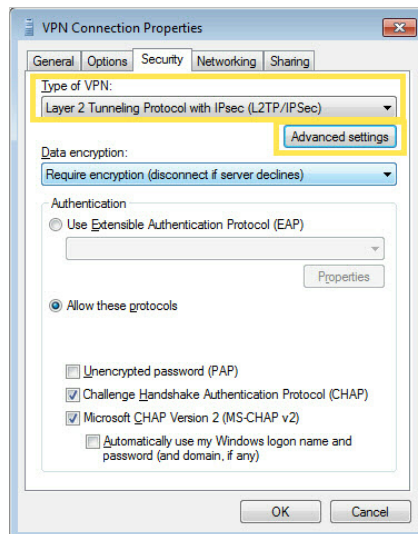 VPN Connection Properties
General Options Security Networking Sharing
Type of VPN:
Layer 2 Tunneling Protocol with IPsec (L2TP/IPSec)
Advanced settings
Data encryption:
Require encryption (disconnect if server declines)
Authentication
Use Extensible Authentication Protocol (EAP)
Properties
Allow these protocols
Unencrypted password (PAP)
Challenge Handshake Authentication Protocol (CHAP)
Microsoft CHAP Version 2 (MS-CHAP v2)
Automatically use my Windows logon name and
password (and domain, if any)
OK Cancel